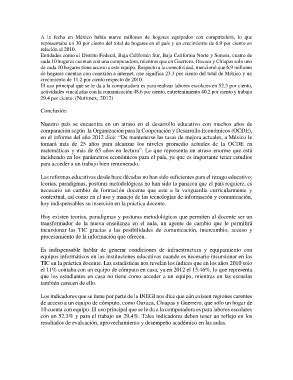 A la fecha en México había nueve millones de hogares equipados con computadora, lo que
representaba un 30 por ciento del total de hogares en el país y un crecimiento de 6.9 por ciento en
relación al 2010.
Entidades como el Distrito Federal, Baja California Sur, Baja California Norte y Sonora, cuatro de
cada 10 hogares cuentan con una computadora, mientras que en Guerrero, Oaxaca y Chiapas solo uno
de cada 10 hogares tiene acceso a este equipo. Respecto a la conectividad, mencionó que 6.9 millones
de hogares cuentan con conexión a internet, que significa 23.3 por ciento del total de México y un
crecimiento de 11.2 por ciento respecto de 2010.
El uso principal que se le da a la computadora es para realizar labores escolares en 52.3 por ciento,
actividades vinculadas con la comunicación 48.6 por ciento, entretenimiento 40.2 por ciento y trabajo
29.4 por ciento. (Notimex, 2012)
Conclusión:
Nuestro país se encuentra en un atraso en el desarrollo educativo con muchos años de
comparación según la Organización para la Cooperación y Desarrollo Económicos (OCDE),
en el informe del año 2012 dice: "De mantenerse las tasas de mejora actuales, a México le
tomará más de 25 años para alcanzar los niveles promedio actuales de la OCDE en
matemáticas y más de 65 años en lectura". Lo que representa un atraso enorme que está
incidiendo en los parámetros económicos para el país, ya que es importante tener estudios
para acceder a un trabajo bien remunerado.
Las reformas educativas desde hace décadas no han sido suficientes para el rezago educativo;
teorías, paradigmas, posturas metodológicas no han sido la panacea que el país requiere, es
necesario un cambio de formación docente que este a la vanguardia curricularmente y
contextual, así como en el uso y manejo de las tecnologías de información y comunicación,
hoy indispensables su inserción en la práctica docente.
Hoy existen teorías, paradigmas y posturas metodológicas que permiten al docente ser un
transformador de la nueva enseñanza en el aula, un agente de cambio que le permitirá
incursionar las TIC gracias a las posibilidades de comunicación, intercambio, acceso y
procesamiento de la información que ofrecen.
Es indispensable hablar de generar condiciones de infraestructura y equipamiento con
equipos informáticos en las instituciones educativas cuando es necesario incursionar en las
TIC en la práctica docente. Las estadísticas nos revelan los índices que en los años 2010 solo
el 11% contaba con un equipo de cómputo en casa, ya en 2012 el 15.46%, lo que representa
que los estudiantes en casa no tiene como acceder a un equipo, mientras en las escuelas
también carecen de ello.
Los indicadores que se tiene por parte de la INEGI nos dice que aún existen regiones carentes
de acceso a un equipo de cómputo, como Oaxaca, Chiapas y Guerrero, que sólo un hogar de
10 cuenta con equipo. El uso principal que se le da a la computadora es para labores escolares
con un 52.3% y para el trabajo un 29.4%. Tales indicadores deben tener un reflejo en los
resultados de evaluación, aprovechamiento y desempeño académico en las aulas.